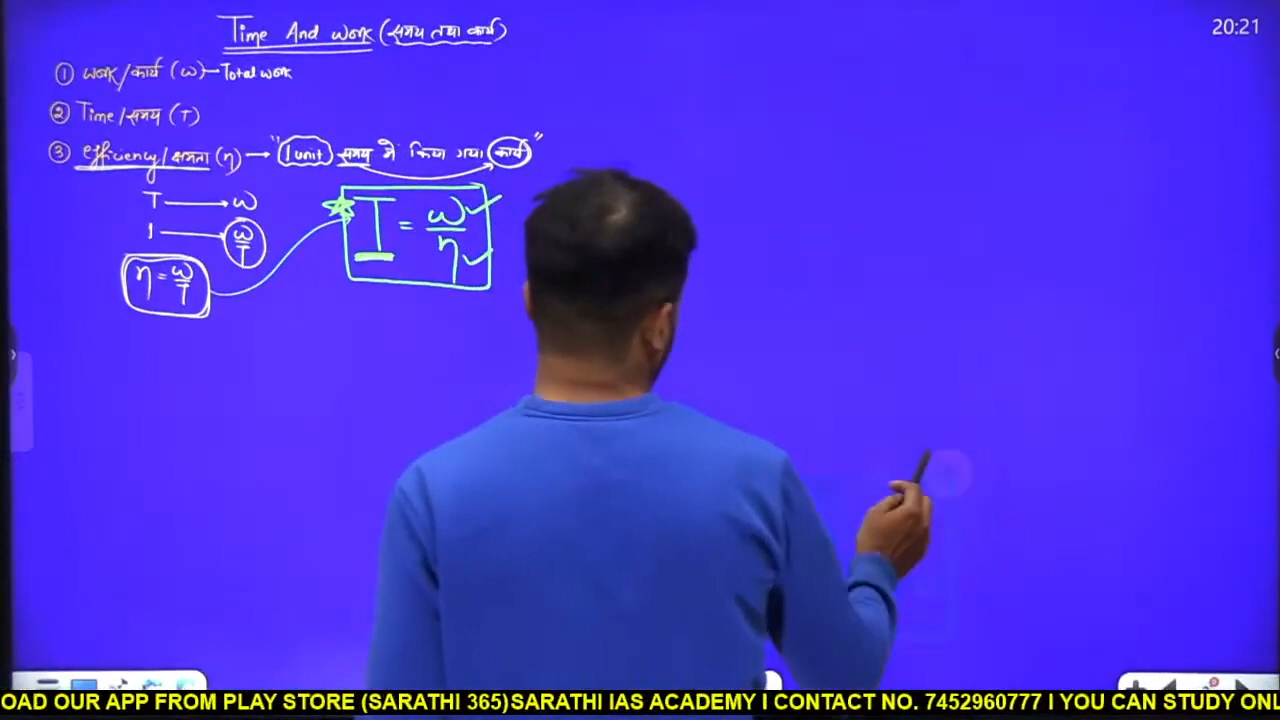 Time And Work (समय तथा कार्य)
20:21
① Work/कार्य (W) → Total work
② Time/समय (T)
③ efficiency/क्षमता (η) → "1 unit समय में किया गया कार्य"
T → W
1 → W/T
η = W/T
T = W/η
OAD OUR APP FROM PLAY STORE (SARATHI 365) SARATHI IAS ACADEMY I CONTACT NO. 7452960777 I YOU CAN STUDY ONL